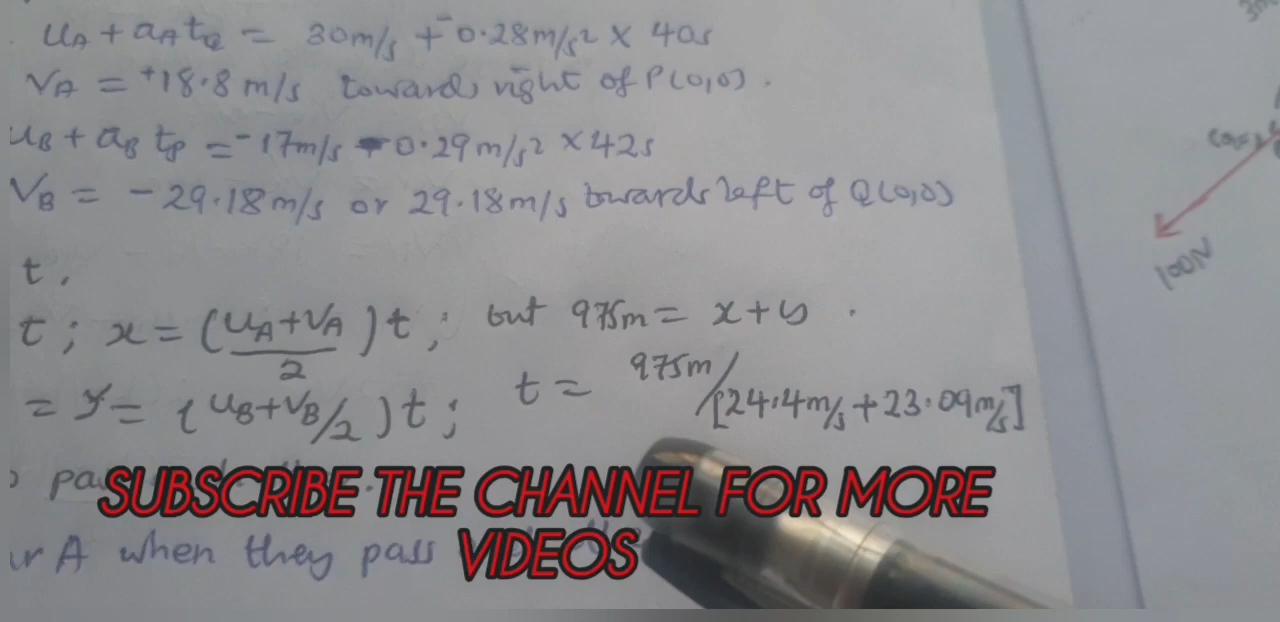 uA + aAtQ = 30m/s + -0.28m/s² × 40s
VA = +18.8m/s towards right of P(0,0).
uB + aB tP = -17m/s - 0.29m/s² × 42s
VB = - 29.18m/s or 29.18m/s towards left of Q(0,0)
t.
t; x = (uA+VA/2)t; but 975m = x+y.
= y = (uB+VB/2)t; t = 975m/[24.4m/s+23.09m/s]
SUBSCRIBE THE CHANNEL FOR MORE
A when they pass
VIDEOS
100N